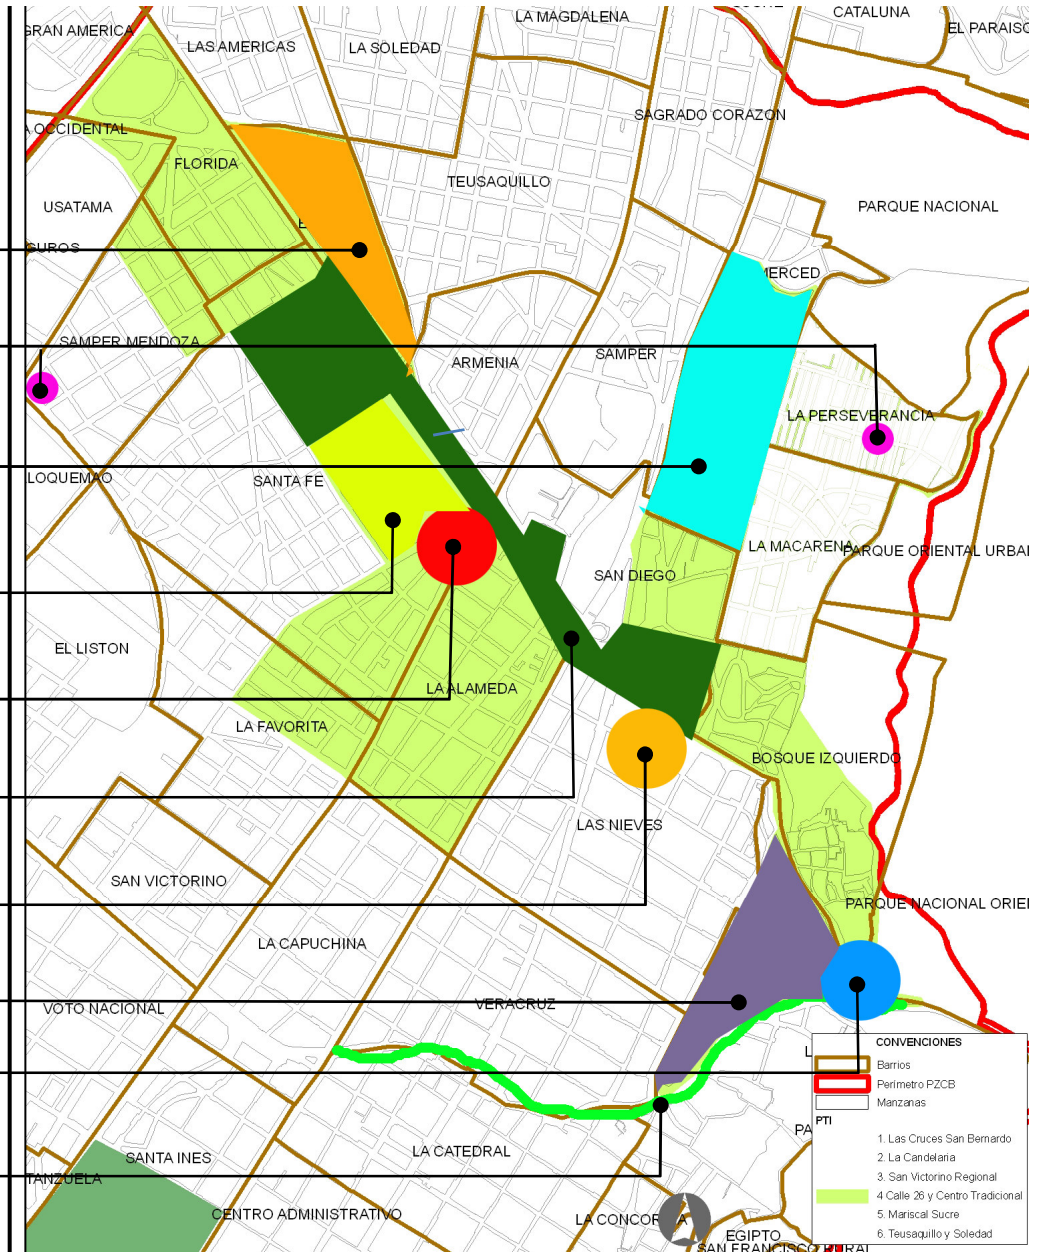 CATALUNA
LA MAGDALENA
GRAN AMERICA
EL PARAISO
LAS AMERICAS
LA SOLEDAD
SAGRADO CORAZON
OCCIDENTAL
FLORIDA
TEUSAQUILLO
USATAMA
PARQUE NACIONAL
E
GUROS
MERCED
SAMPER MENDOZA
SAMPER
ARMENIA
LA PERSEVERANCIA
LOQUEMAO
SANTA FE
LA MACARENA
PARQUE ORIENTAL URBA
SAN DIEGO
EL LISTON
LA ALAMEDA
LA FAVORITA
BOSQUE IZQUIERDO
LAS NIEVES
SAN VICTORINO
PARQUE NACIONAL ORIE
LA CAPUCHINA
VOTO NACIONAL
VERACRUZ
CONVENCIONES
L
Barrios
Perimetro PZCB
Manzanas
PTI
PA
1. Las Cruces San Bernardo
LA CATEDRAL
2. La Candelaria
SANTA INES
3. San Victorino Regional
TANZUELA
4 Calle 26 y Centro Tradicional
CENTRO ADMINISTRATIVO
5. Mariscal Sucre
LA CONCOR A
6. Teusaquillo y Soledad
EGIPTO
SAN FRANCISCO RURAL